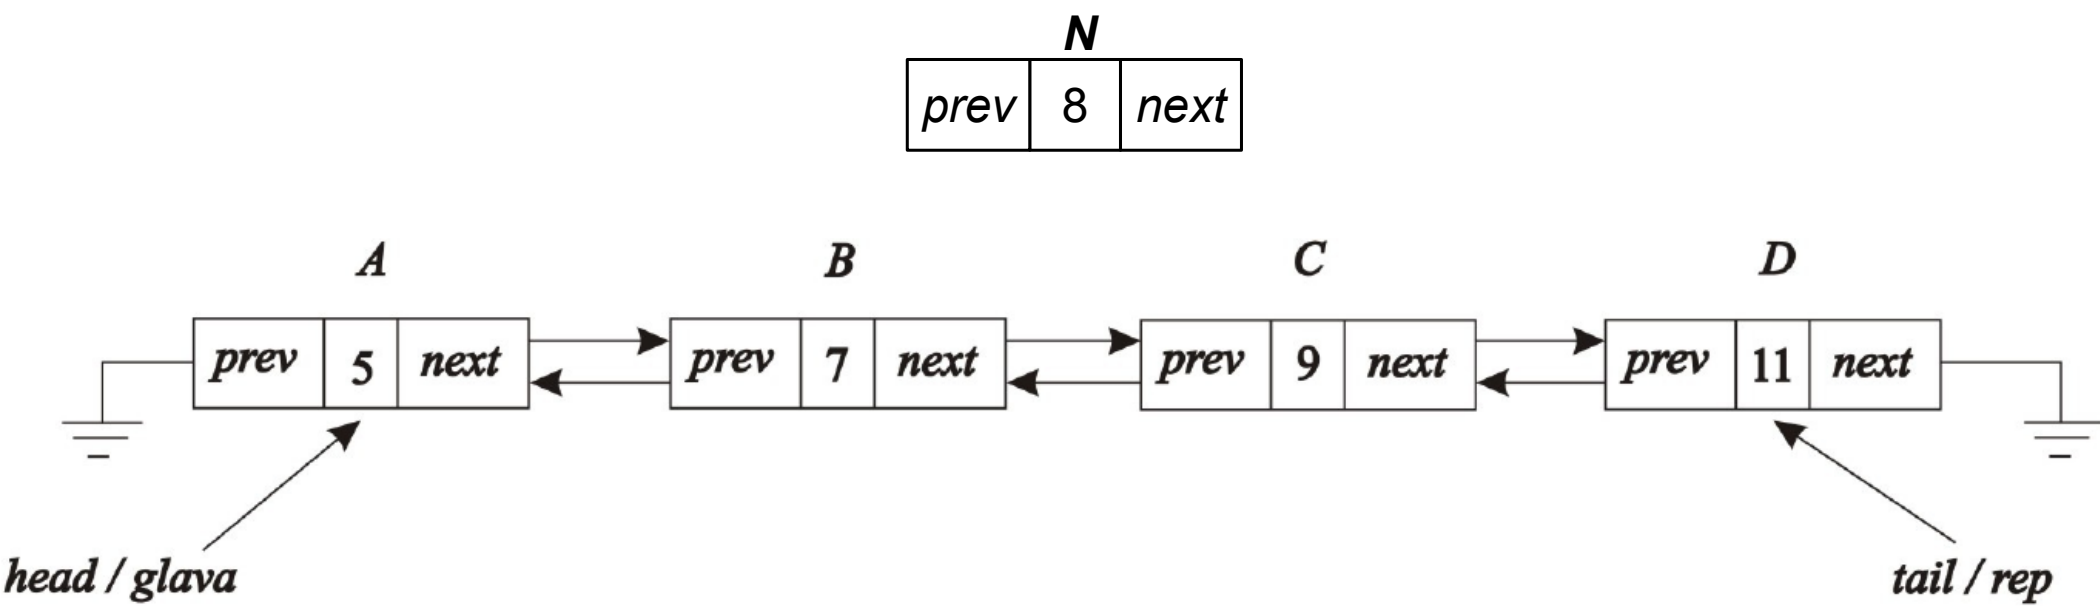 N
prev 8 next
A B C D
prev 5 next prev 7 next prev 9 next prev 11 next
head / glava tail / rep